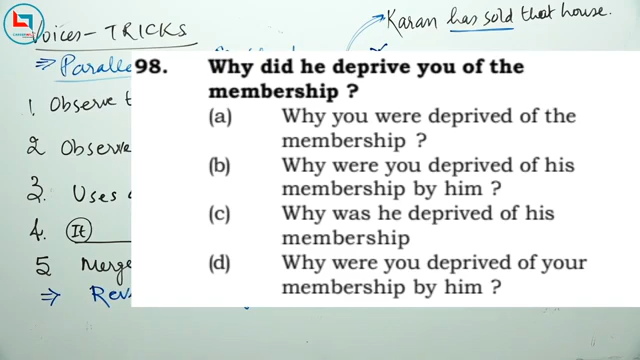 Voices - TRICKS
Karan has sold that house.
⇒ Paralle
98. Why did he deprive you of the
membership ?
(a) Why you were deprived of the
membership ?
(b) Why were you deprived of his
membership by him ?
(c) Why was he deprived of his
membership
(d) Why were you deprived of your
membership by him ?
1. Observe t
2 Observe
3. Uses
4. It
5 Merge
⇒ Rev